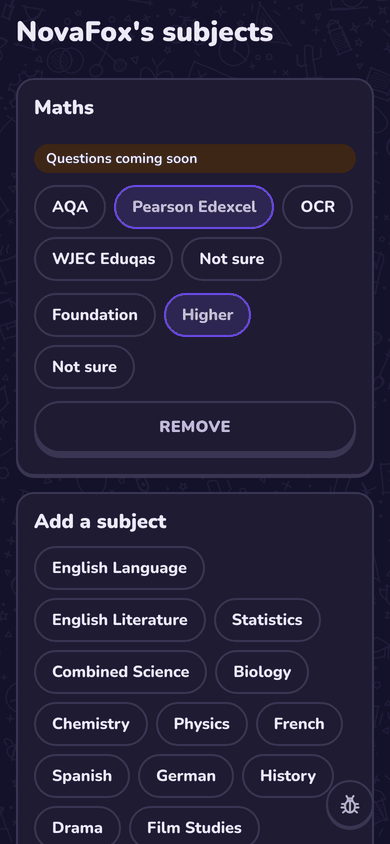 NovaFox's subjects
Maths
Questions coming soon
AQA Pearson Edexcel OCR
WJEC Eduqas Not sure
Foundation Higher
Not sure
REMOVE
Add a subject
English Language
English Literature Statistics
Combined Science Biology
Chemistry Physics French
Spanish German History
Drama Film Studies